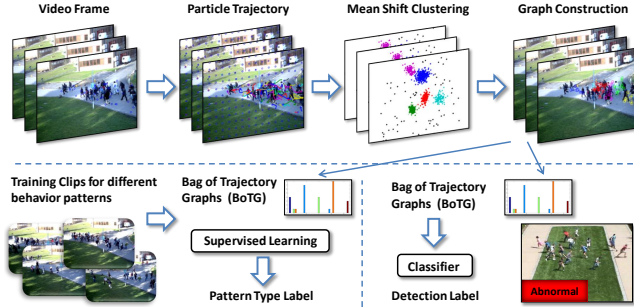 Video Frame
Particle Trajectory
Mean Shift Clustering
Graph Construction
Training Clips for different
behavior patterns
Bag of Trajectory
Graphs (BoTG)
Supervised Learning
Pattern Type Label
Bag of Trajectory
Graphs (BoTG)
Classifier
Detection Label
Abnormal